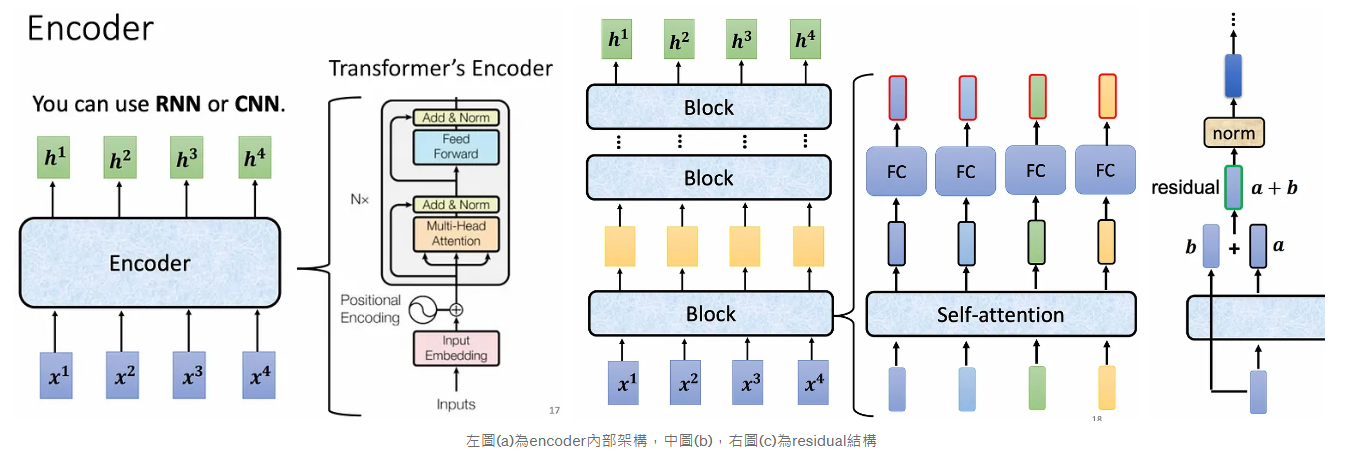 Encoder
You can use RNN or CNN.
h¹ h² h³ h⁴
Encoder
x¹ x² x³ x⁴
Transformer's Encoder
Add & Norm
Feed
Forward
N×
Add & Norm
Multi-Head
Attention
Positional
Encoding
Input
Embedding
Inputs
17
h¹ h² h³ h⁴
Block
Block
Block
x¹ x² x³ x⁴
FC FC FC FC
Self-attention
18
norm
residual a + b
b + a
左圖(a)為encoder內部架構，中圖(b)，右圖(c)為residual結構